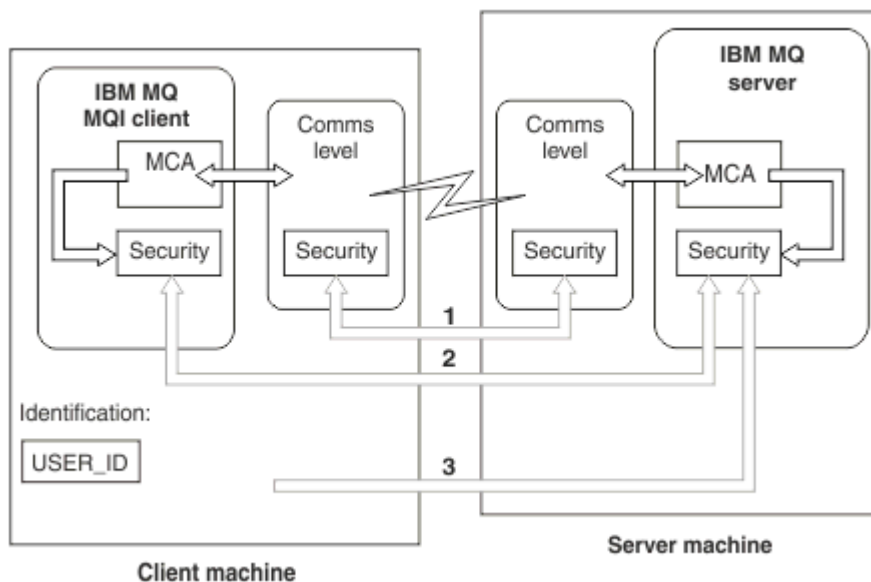 IBM MQ
MQI client
MCA
Security
Comms
level
Security
Comms
level
Security
IBM MQ
server
MCA
Security
1
2
3
Identification:
USER_ID
Client machine
Server machine